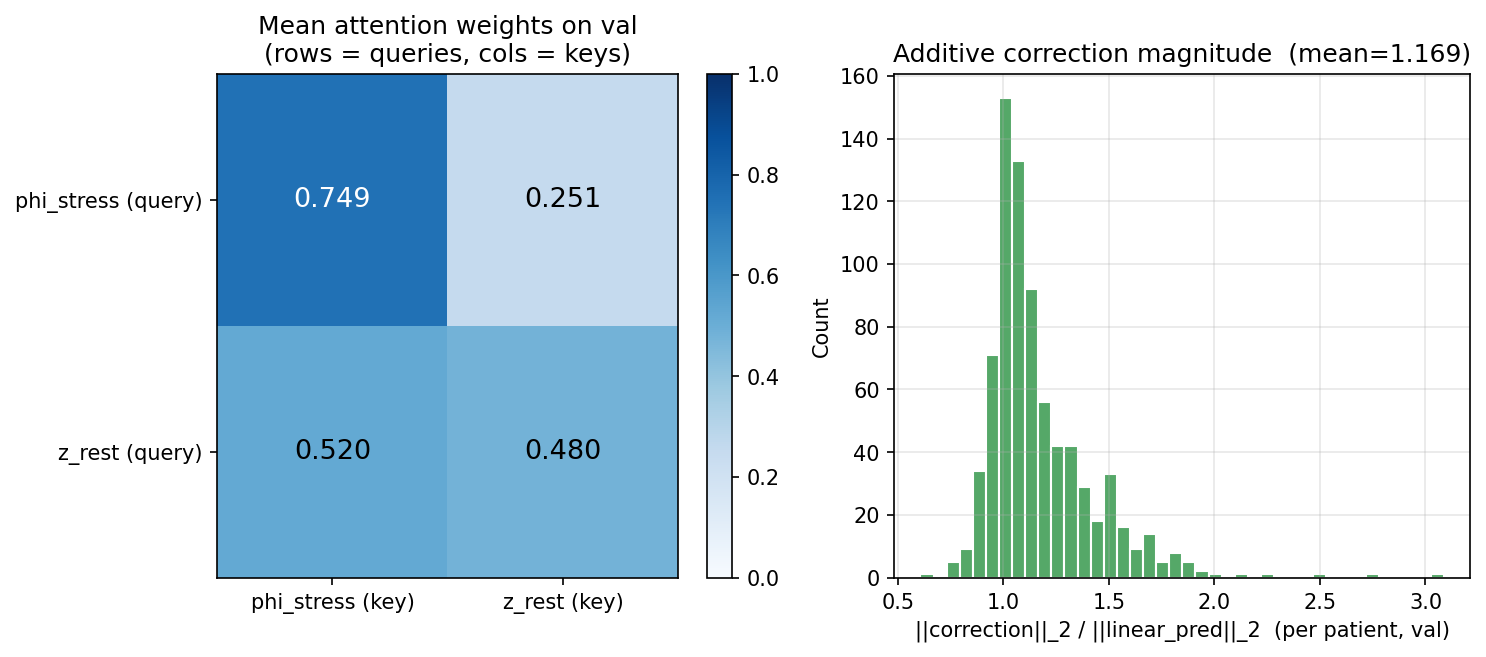 Mean attention weights on val
(rows = queries, cols = keys)
phi_stress (query)
z_rest (query)
0.749
0.251
0.520
0.480
phi_stress (key)
z_rest (key)
1.0
0.8
0.6
0.4
0.2
0.0
Additive correction magnitude  (mean=1.169)
Count
160
140
120
100
80
60
40
20
0
0.5
1.0
1.5
2.0
2.5
3.0
||correction||_2 / ||linear_pred||_2  (per patient, val)